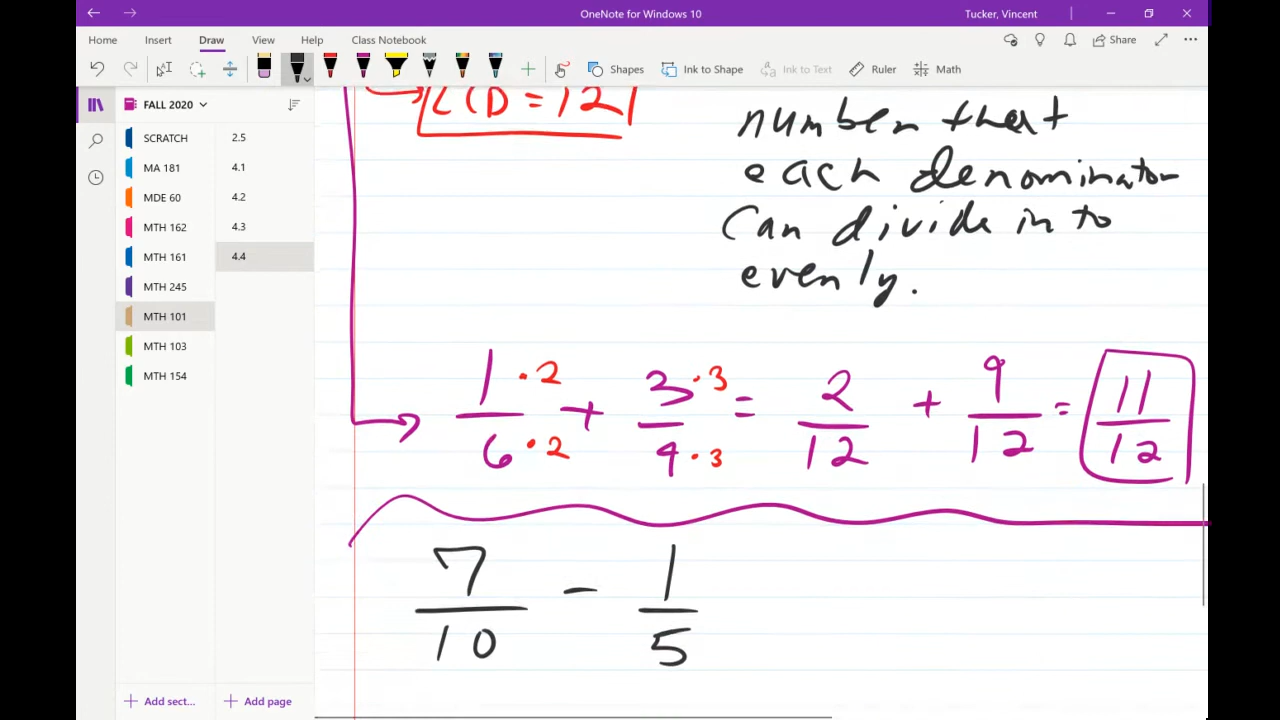 OneNote for Windows 10
Tucker, Vincent
Home Insert Draw View Help Class Notebook
Share
Shapes Ink to Shape Ink to Text Ruler Math
FALL 2020
SCRATCH
MA 181
MDE 60
MTH 162
MTH 161
MTH 245
MTH 101
MTH 103
MTH 154
2.5
4.1
4.2
4.3
4.4
Add sect... Add page
LCD = 12
number that
each denominator
can divide in to
evenly.
1 · 2 / 6 · 2 + 3 · 3 / 4 · 3 = 2 / 12 + 9 / 12 = 11 / 12
7 / 10 - 1 / 5